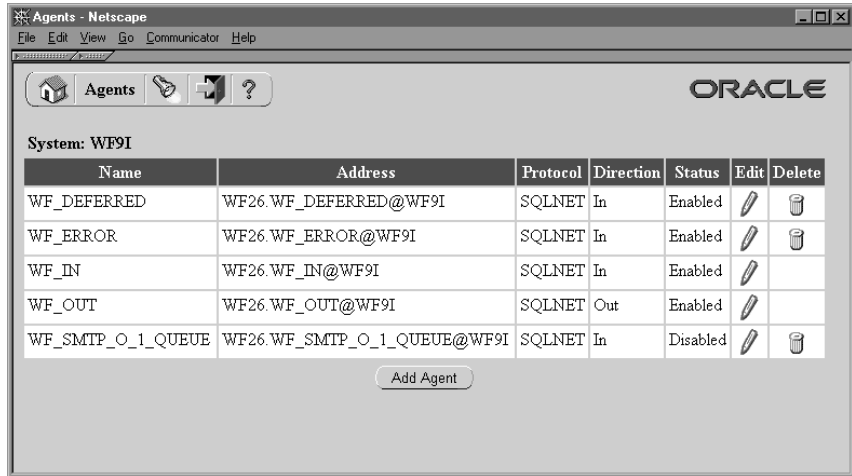 Agents - Netscape
File Edit View Go Communicator Help
Agents ?
ORACLE
System: WF9I
Name Address Protocol Direction Status Edit Delete
WF_DEFERRED WF26.WF_DEFERRED@WF9I SQLNET In Enabled
WF_ERROR WF26.WF_ERROR@WF9I SQLNET In Enabled
WF_IN WF26.WF_IN@WF9I SQLNET In Enabled
WF_OUT WF26.WF_OUT@WF9I SQLNET Out Enabled
WF_SMTP_O_1_QUEUE WF26.WF_SMTP_O_1_QUEUE@WF9I SQLNET In Disabled
Add Agent